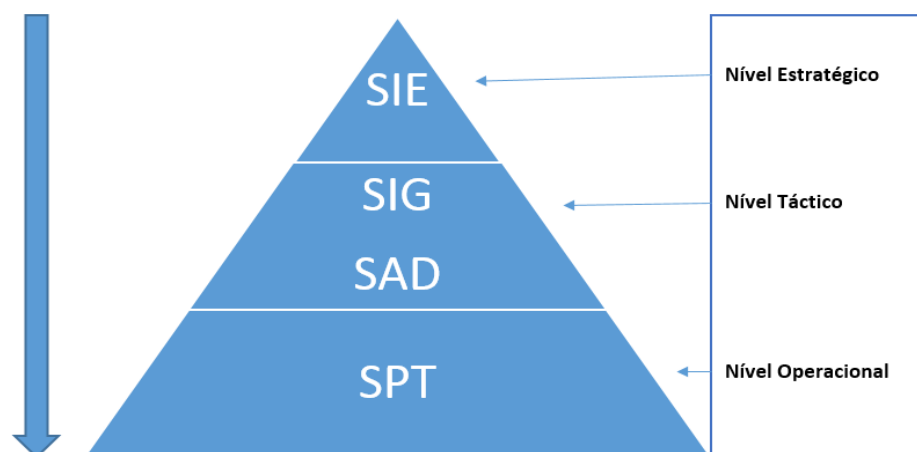 SIE
Nível Estratégico
SIG
Nível Táctico
SAD
SPT
Nível Operacional